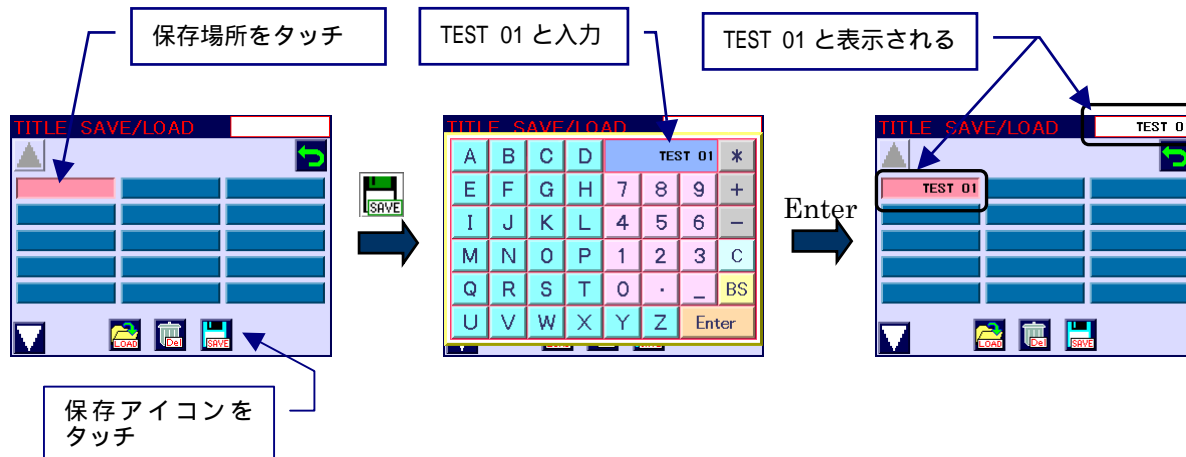 保存場所をタッチ
TEST 01 と入力
TEST 01 と表示される
TITLE SAVE/LOAD
LOAD
Del
SAVE
保存アイコンを
タッチ
SAVE
TITLE SAVE/LOAD
A B C D TEST 01 *
E F G H 7 8 9 +
I J K L 4 5 6 −
M N O P 1 2 3 C
Q R S T 0 . _ BS
U V W X Y Z Enter
Enter
TITLE SAVE/LOAD
TEST 0
TEST 01
LOAD
Del
SAVE